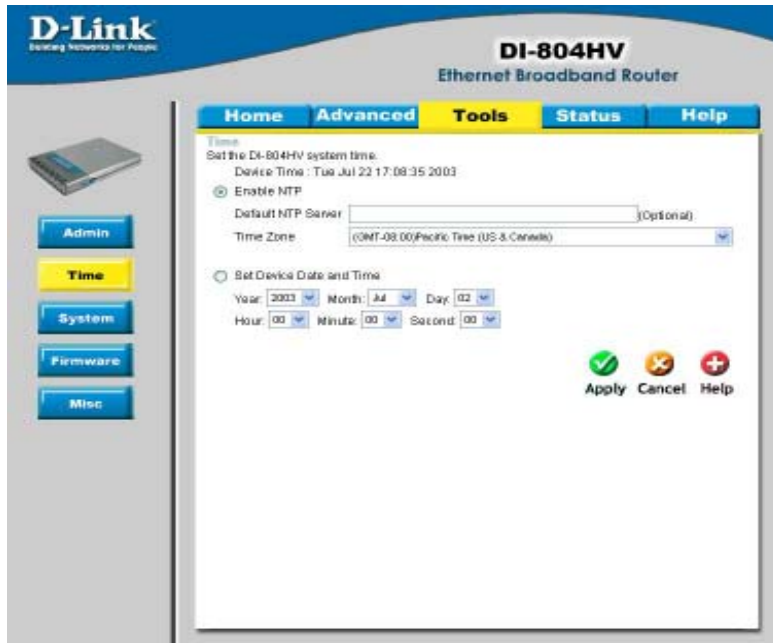 D-Link
Building Networks for People
DI-804HV
Ethernet Broadband Router
Home Advanced Tools Status Help
Time
Set the DI-804HV system time.
Device Time : Tue Jul 22 17:08:35 2003
Enable NTP
Default NTP Server (Optional)
Time Zone (GMT-08:00)Pacific Time (US & Canada)
Set Device Date and Time
Year: 2003 Month: Jul Day: 02
Hour: 00 Minute: 00 Second: 00
Apply Cancel Help
Admin
Time
System
Firmware
Misc